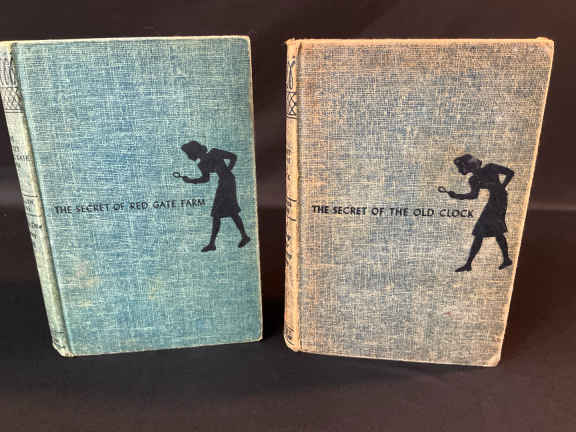 THE SECRET OF RED GATE FARM
THE SECRET OF THE OLD CLOCK